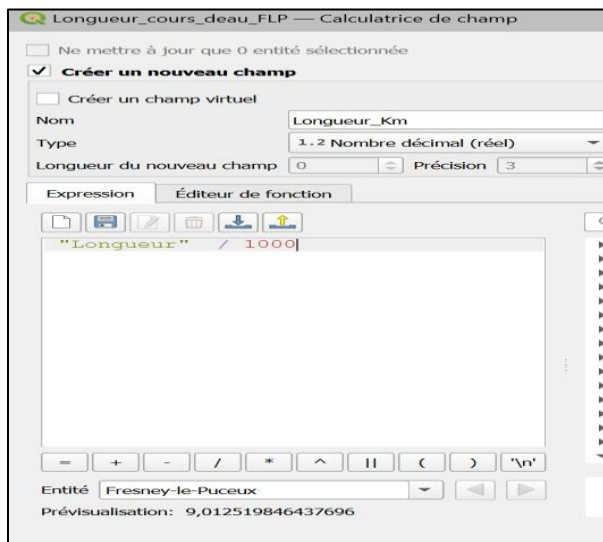 Longueur_cours_deau_FLP — Calculatrice de champ
Ne mettre à jour que 0 entité sélectionnée
Créer un nouveau champ
Créer un champ virtuel
Nom Longueur_Km
Type 1.2 Nombre décimal (réel)
Longueur du nouveau champ 0 Précision 3
Expression Éditeur de fonction
"Longueur" / 1000
= + - / * ^ || ( ) '\n'
Entité Fresney-le-Puceux
Prévisualisation: 9,012519846437696